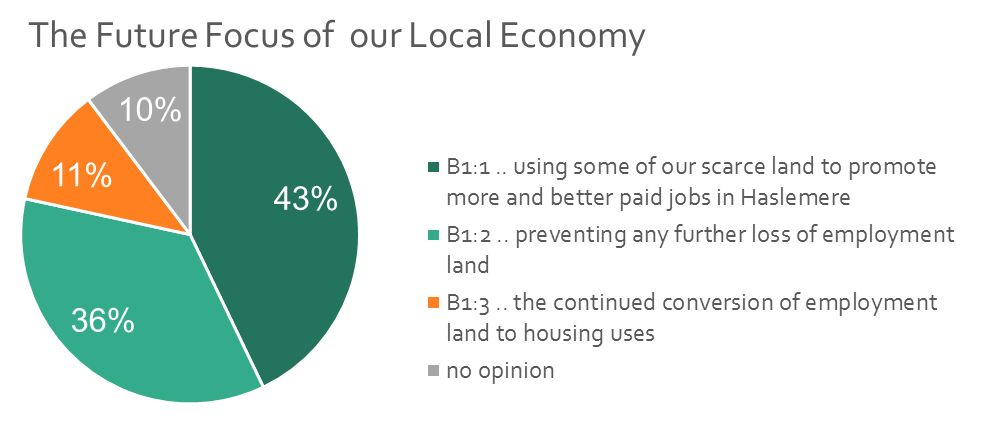 The Future Focus of our Local Economy
10%
11%
43%
36%
B1:1 .. using some of our scarce land to promote
more and better paid jobs in Haslemere
B1:2 .. preventing any further loss of employment
land
B1:3 .. the continued conversion of employment
land to housing uses
no opinion